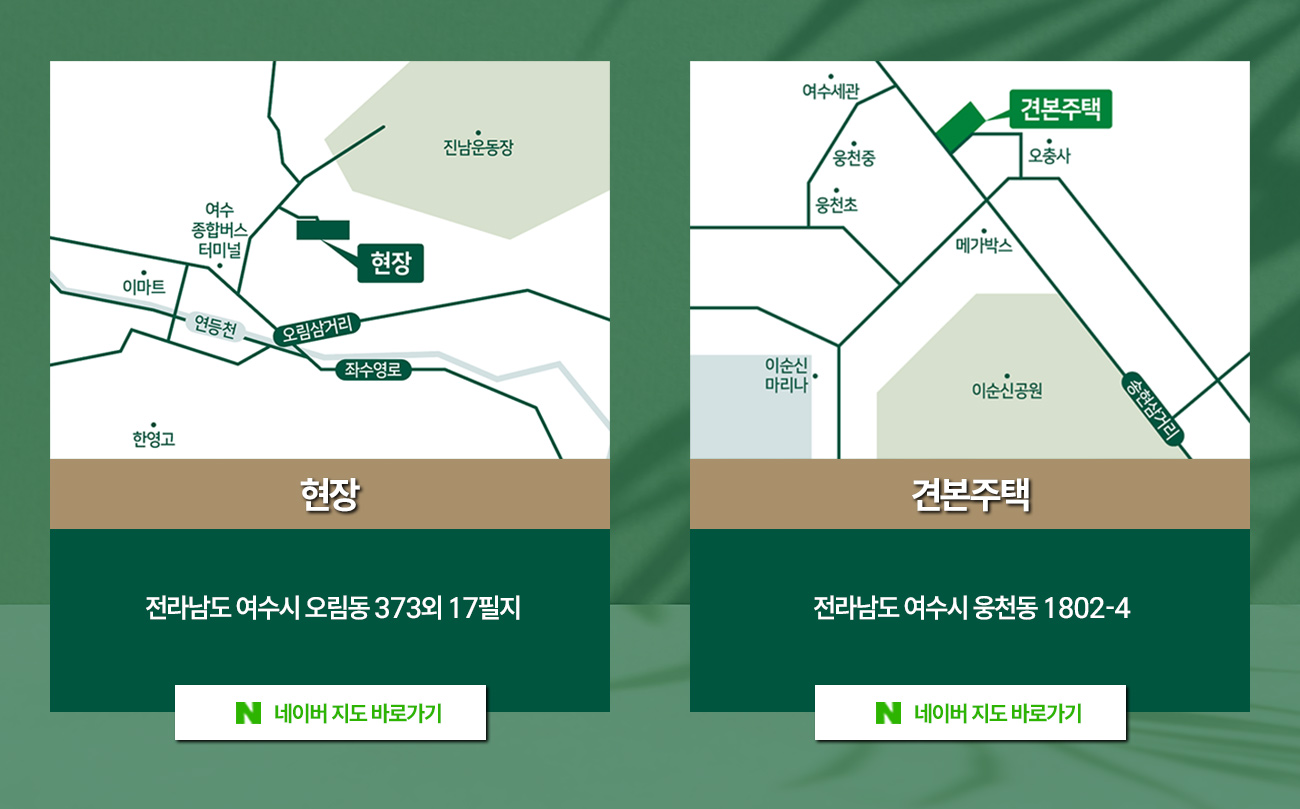 진남운동장
여수
종합버스
터미널
현장
이마트
연등천
오림삼거리
좌수영로
한영고
현장
전라남도 여수시 오림동 373외 17필지
N 네이버 지도 바로가기
여수세관
견본주택
웅천중
오충사
웅천초
메가박스
이순신
마리나
이순신공원
송현삼거리
견본주택
전라남도 여수시 웅천동 1802-4
N 네이버 지도 바로가기